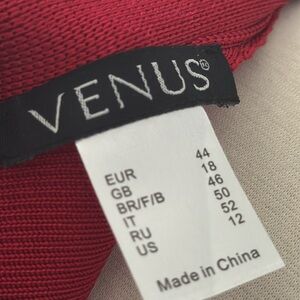 VENUS®
EUR 44
GB 18
BR/F/B 46
IT 50
RU 52
US 12
Made in China